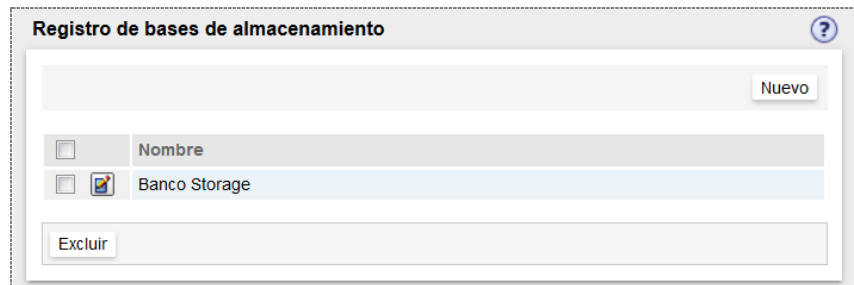 Registro de bases de almacenamiento
?
Nuevo
Nombre
Banco Storage
Excluir